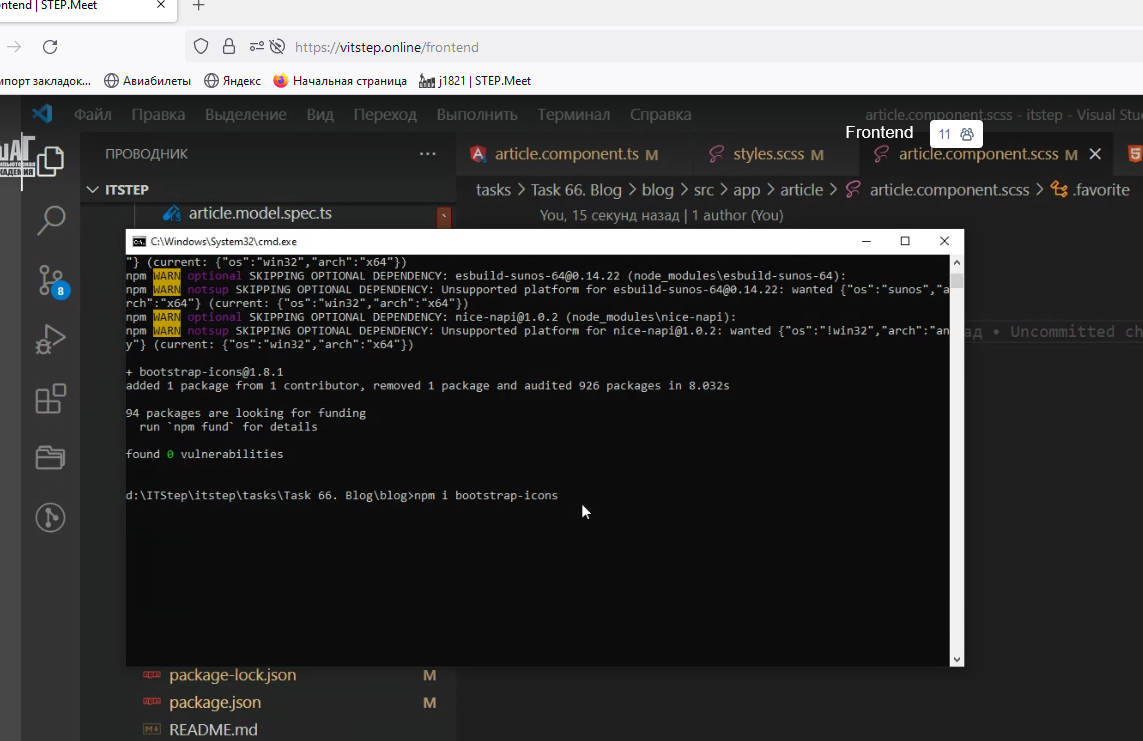 ntend | STEP.Meet
https://vitstep.online/frontend
мпорт закладок...
Авиабилеты
Яндекс
Начальная страница
j1821 | STEP.Meet
Файл Правка Выделение Вид Переход Выполнить Терминал Справка
article.component.scss - itstep - Visual Stu
Frontend
11
ПРОВОДНИК
article.component.ts M
styles.scss M
article.component.scss M
ITSTEP
tasks > Task 66. Blog > blog > src > app > article > article.component.scss > .favorite
article.model.spec.ts
You, 15 секунд назад | 1 author (You)
C:\Windows\System32\cmd.exe
"} (current: {"os":"win32","arch":"x64"})
npm WARN optional SKIPPING OPTIONAL DEPENDENCY: esbuild-sunos-64@0.14.22 (node_modules\esbuild-sunos-64):
npm WARN notsup SKIPPING OPTIONAL DEPENDENCY: Unsupported platform for esbuild-sunos-64@0.14.22: wanted {"os":"sunos","a
rch":"x64"} (current: {"os":"win32","arch":"x64"})
npm WARN optional SKIPPING OPTIONAL DEPENDENCY: nice-napi@1.0.2 (node_modules\nice-napi):
npm WARN notsup SKIPPING OPTIONAL DEPENDENCY: Unsupported platform for nice-napi@1.0.2: wanted {"os":"!win32","arch":"an
y"} (current: {"os":"win32","arch":"x64"})
+ bootstrap-icons@1.8.1
added 1 package from 1 contributor, removed 1 package and audited 926 packages in 8.032s
94 packages are looking for funding
run `npm fund` for details
found 0 vulnerabilities
d:\ITStep\itstep\tasks\Task 66. Blog\blog>npm i bootstrap-icons
ад • Uncommitted ch
8
package-lock.json M
package.json M
README.md